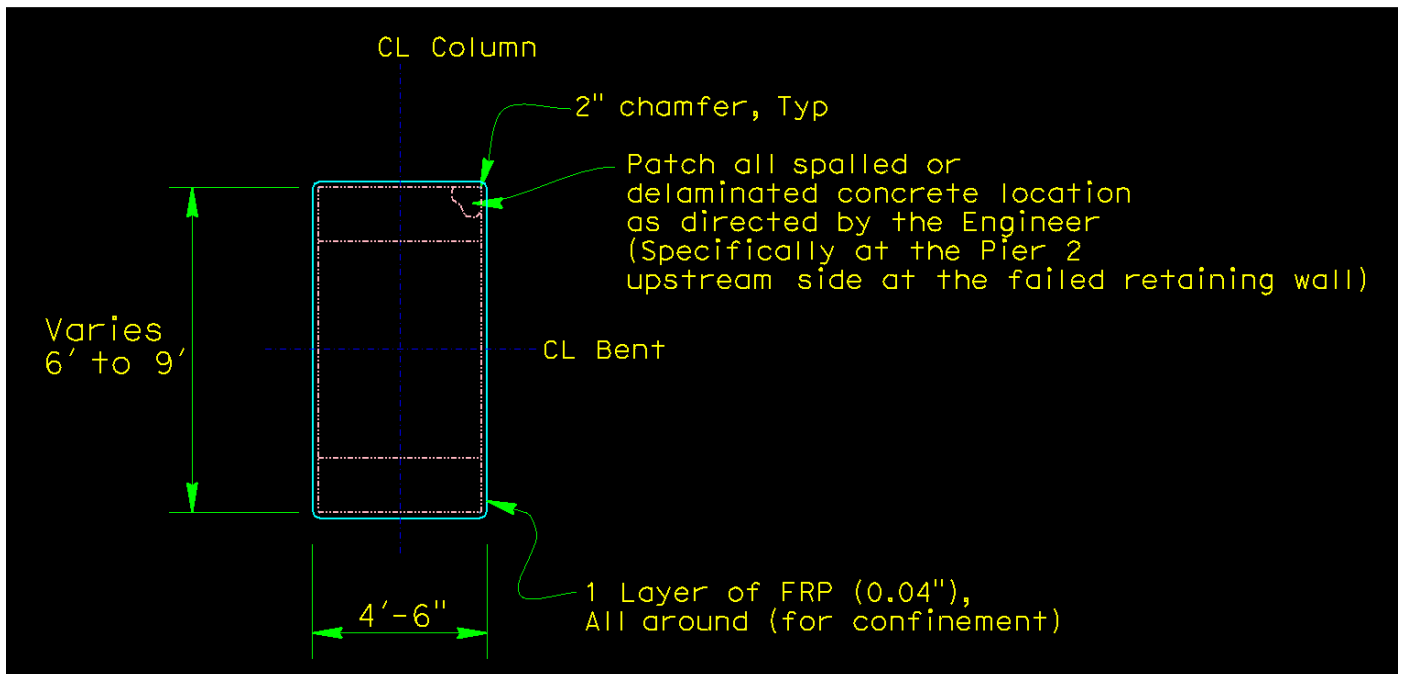 CL Column
2" chamfer, Typ
Patch all spalled or
delaminated concrete location
as directed by the Engineer
(Specifically at the Pier 2
upstream side at the failed retaining wall)
Varies
6' to 9'
CL Bent
1 Layer of FRP (0.04"),
All around (for confinement)
4'-6"